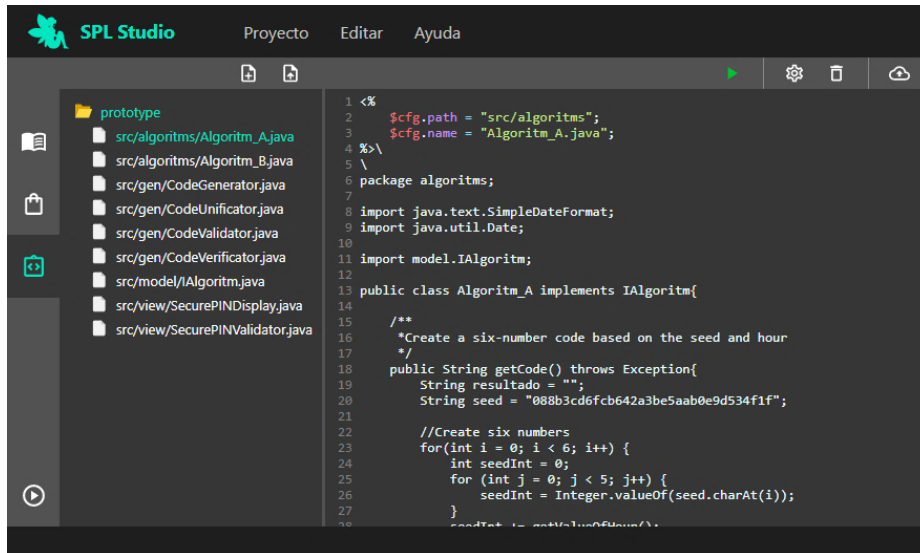 SPL Studio Proyecto Editar Ayuda
prototype
src/algoritms/Algoritm_A.java
src/algoritms/Algoritm_B.java
src/gen/CodeGenerator.java
src/gen/CodeUnificator.java
src/gen/CodeValidator.java
src/gen/CodeVerificator.java
src/model/IAlgoritm.java
src/view/SecurePINDisplay.java
src/view/SecurePINValidator.java
1 <%
2 $cfg.path = "src/algoritms";
3 $cfg.name = "Algoritm_A.java";
4 %>\
5 \
6 package algoritms;
7
8 import java.text.SimpleDateFormat;
9 import java.util.Date;
10
11 import model.IAlgoritm;
12
13 public class Algoritm_A implements IAlgoritm{
14
15 /**
16 *Create a six-number code based on the seed and hour
17 */
18 public String getCode() throws Exception{
19 String resultado = "";
20 String seed = "088b3cd6fcb642a3be5aab0e9d534f1f";
21
22 //Create six numbers
23 for(int i = 0; i < 6; i++) {
24 int seedInt = 0;
25 for (int j = 0; j < 5; j++) {
26 seedInt = Integer.valueOf(seed.charAt(i));
27 }
28 seedInt += getValueOfHour();